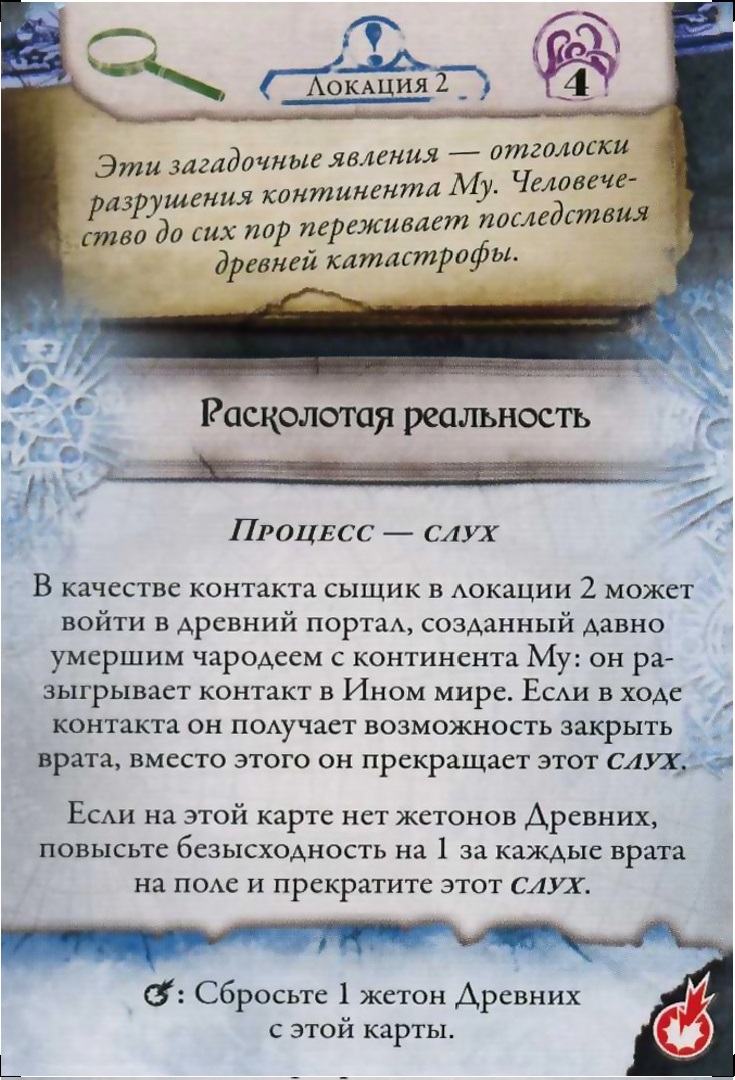 Локация 2
4
Эти загадочные явления — отголоски
разрушения континента Му. Человече-
ство до сих пор переживает последствия
древней катастрофы.
Расколотая реальность
Процесс — слух
В качестве контакта сыщик в локации 2 может
войти в древний портал, созданный давно
умершим чародеем с континента Му: он ра-
зыгрывает контакт в Ином мире. Если в ходе
контакта он получает возможность закрыть
врата, вместо этого он прекращает этот СЛУХ.
Если на этой карте нет жетонов Древних,
повысьте безысходность на 1 за каждые врата
на поле и прекратите этот СЛУХ.
: Сбросьте 1 жетон Древних
с этой карты.